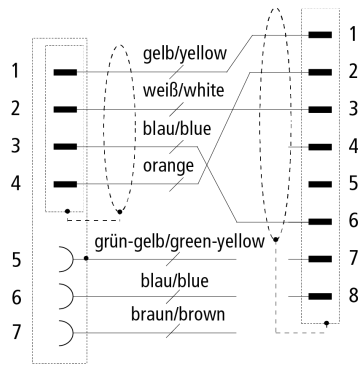 1
gelb/yellow
1
2
weiß/white
2
3
blau/blue
3
4
orange
4
5
6
5
grün-gelb/green-yellow
7
6
blau/blue
8
7
braun/brown